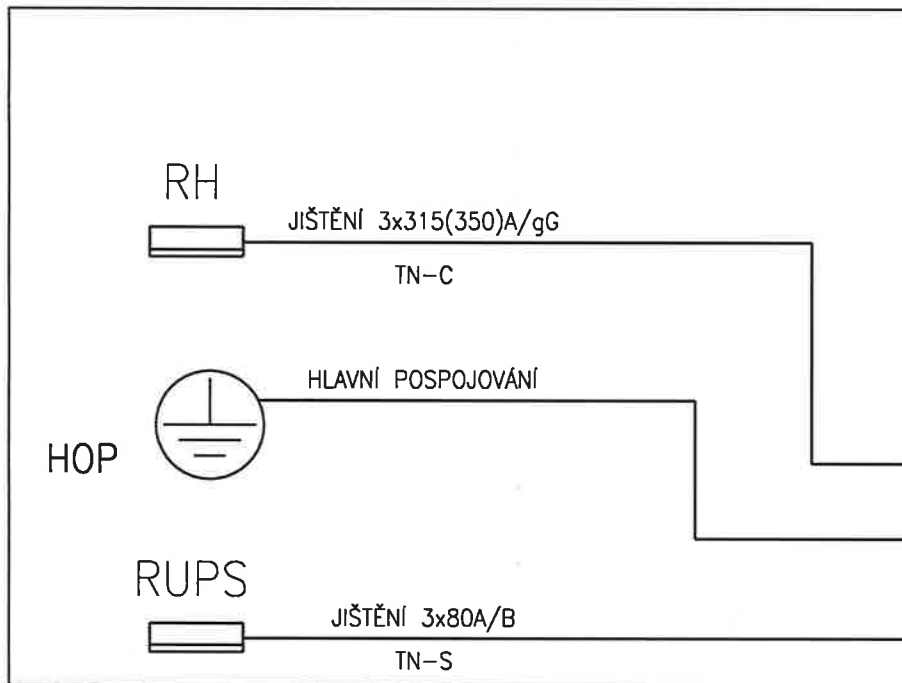 RH
JIŠTĚNÍ 3x315(350)A/gG
TN-C
HLAVNÍ POSPOJOVÁNÍ
HOP
RUPS
JIŠTĚNÍ 3x80A/B
TN-S